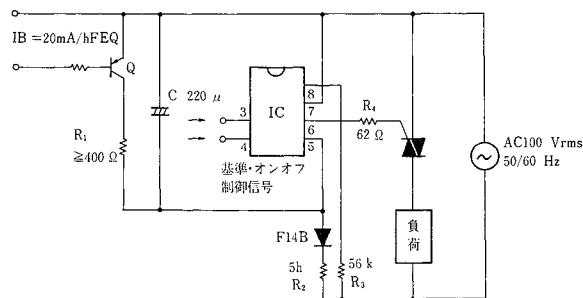 IB =20mA/hFEQ
Q
C 220 μ
R₁
≧400 Ω
IC
3
4
8
7
6
5
基準・オンオフ
制御信号
R₄
62 Ω
AC100 Vrms
50/60 Hz
負荷
F14B
5h
R₂
56 k
R₃